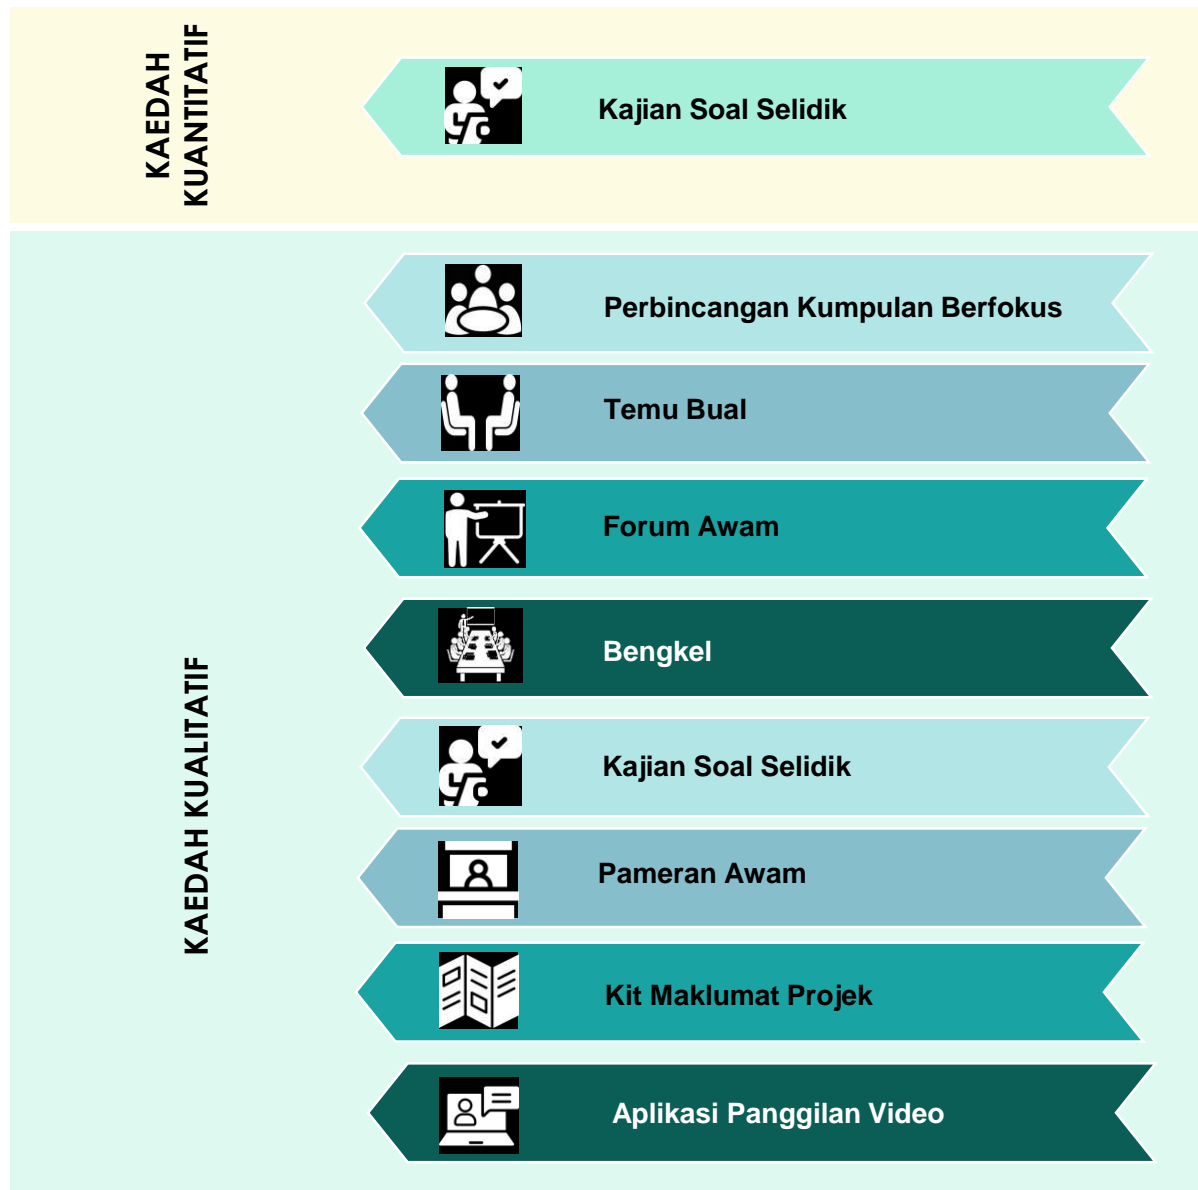 KAEDAH
KUANTITATIF
Kajian Soal Selidik
KAEDAH KUALITATIF
Perbincangan Kumpulan Berfokus
Temu Bual
Forum Awam
Bengkel
Kajian Soal Selidik
Pameran Awam
Kit Maklumat Projek
Aplikasi Panggilan Video